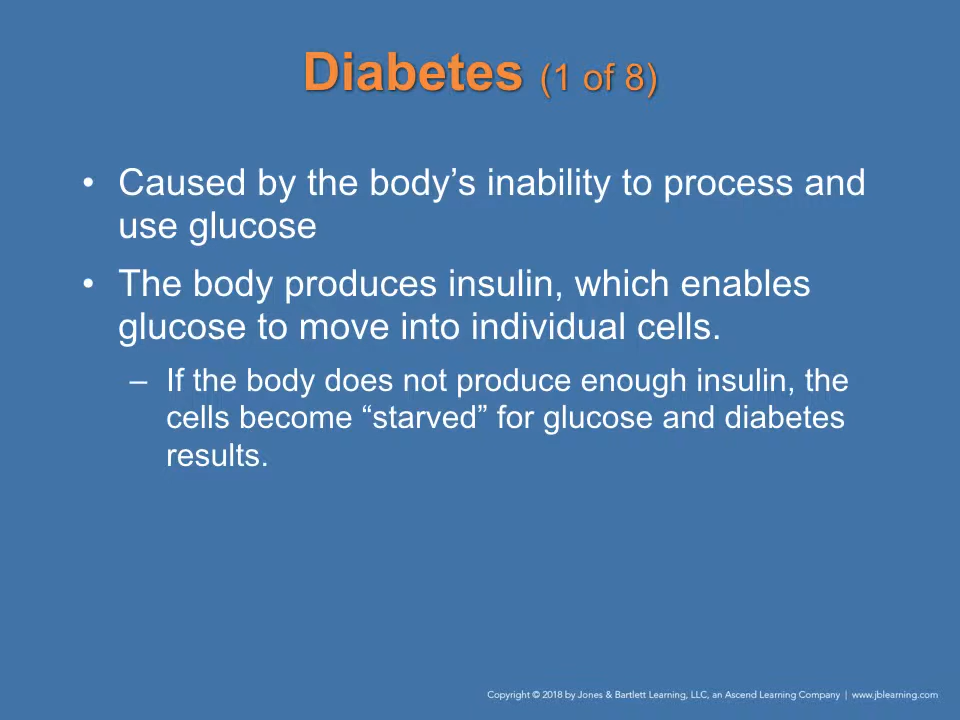 Diabetes (1 of 8)
• Caused by the body’s inability to process and
use glucose
• The body produces insulin, which enables
glucose to move into individual cells.
– If the body does not produce enough insulin, the
cells become “starved” for glucose and diabetes
results.
Copyright © 2018 by Jones & Bartlett Learning, LLC, an Ascend Learning Company | www.jblearning.com